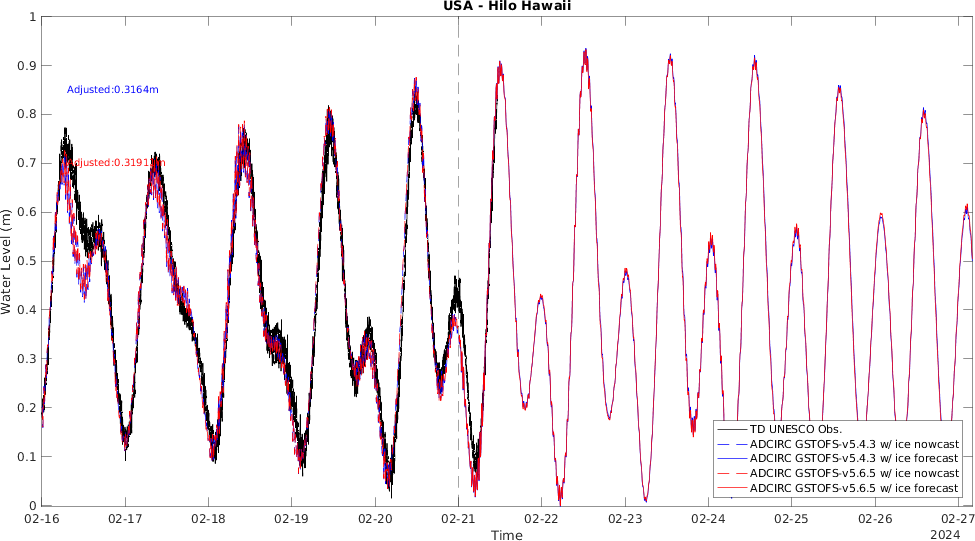 USA - Hilo Hawaii
1
0.9
0.8
0.7
0.6
0.5
0.4
0.3
0.2
0.1
0
Water Level (m)
Adjusted:0.3164m
TD UNESCO Obs.
ADCIRC GSTOFS-v5.4.3 w/ ice nowcast
ADCIRC GSTOFS-v5.4.3 w/ ice forecast
ADCIRC GSTOFS-v5.6.5 w/ ice nowcast
ADCIRC GSTOFS-v5.6.5 w/ ice forecast
02-16 02-17 02-18 02-19 02-20 02-21 02-22 02-23 02-24 02-25 02-26 02-27
Time
2024